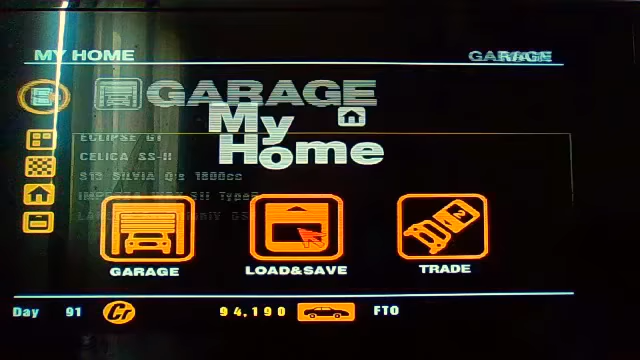 MY HOME
GARAGE
GARAGE
My
Home
ECLIPSE GT
CELICA SS-II
S13 SILVIA Q's 1800cc
GARAGE
LOAD&SAVE
TRADE
Day 91
Cr
94,190
FTO